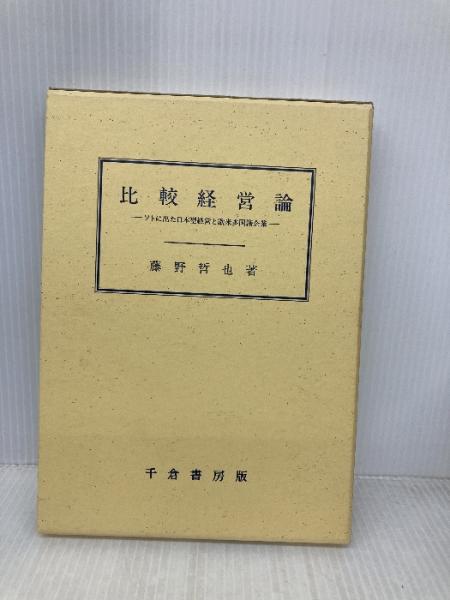 比較経営論
―ソトに出た日本型経営と欧米多国籍企業―
藤野哲也著
千倉書房版